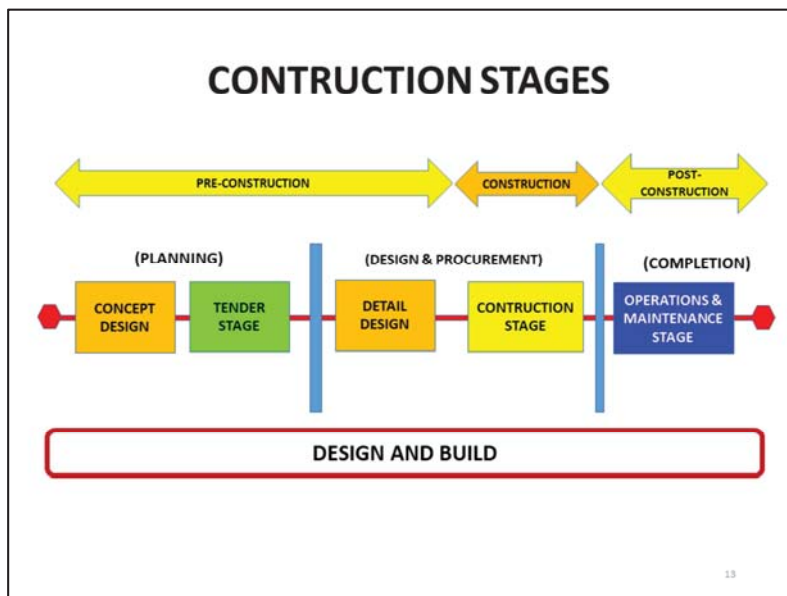 CONTRUCTION STAGES
PRE-CONSTRUCTION
CONSTRUCTION
POST-
CONSTRUCTION
(PLANNING)
(DESIGN & PROCUREMENT)
(COMPLETION)
CONCEPT
DESIGN
TENDER
STAGE
DETAIL
DESIGN
CONTRUCTION
STAGE
OPERATIONS &
MAINTENANCE
STAGE
DESIGN AND BUILD
13